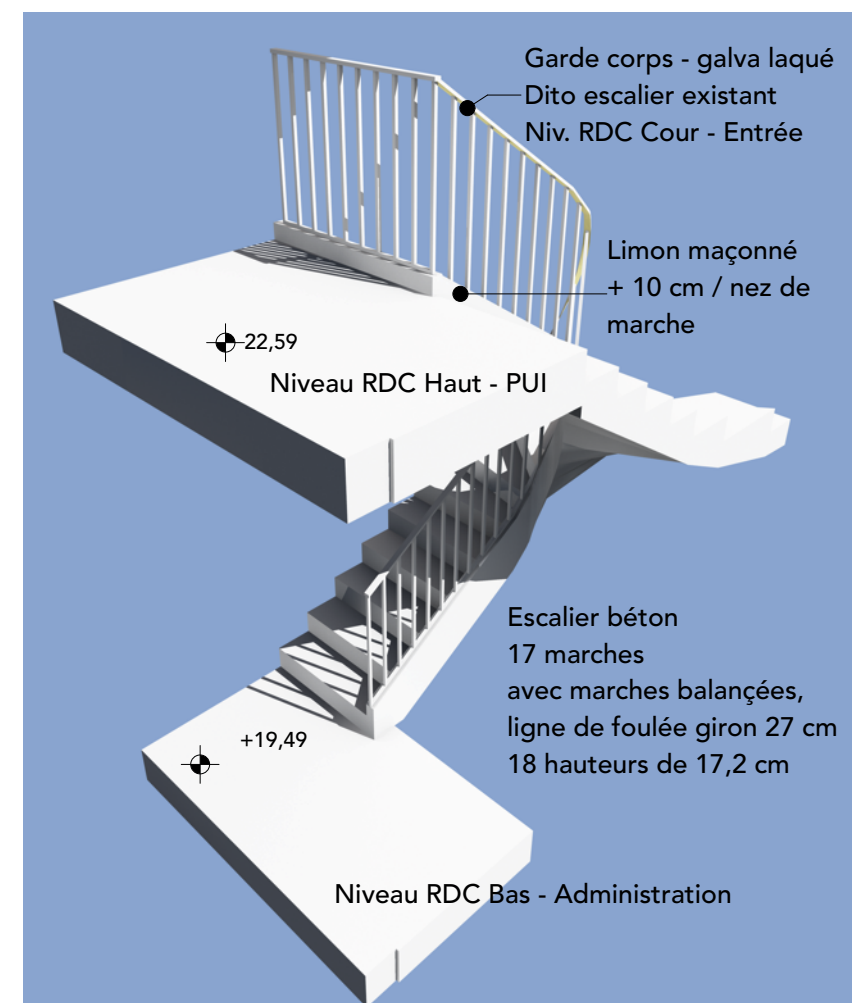 Garde corps - galva laqué
Dito escalier existant
Niv. RDC Cour - Entrée
Limon maçonné
+ 10 cm / nez de
marche
22,59
Niveau RDC Haut - PUI
Escalier béton
17 marches
avec marches balançées,
ligne de foulée giron 27 cm
18 hauteurs de 17,2 cm
+19,49
Niveau RDC Bas - Administration